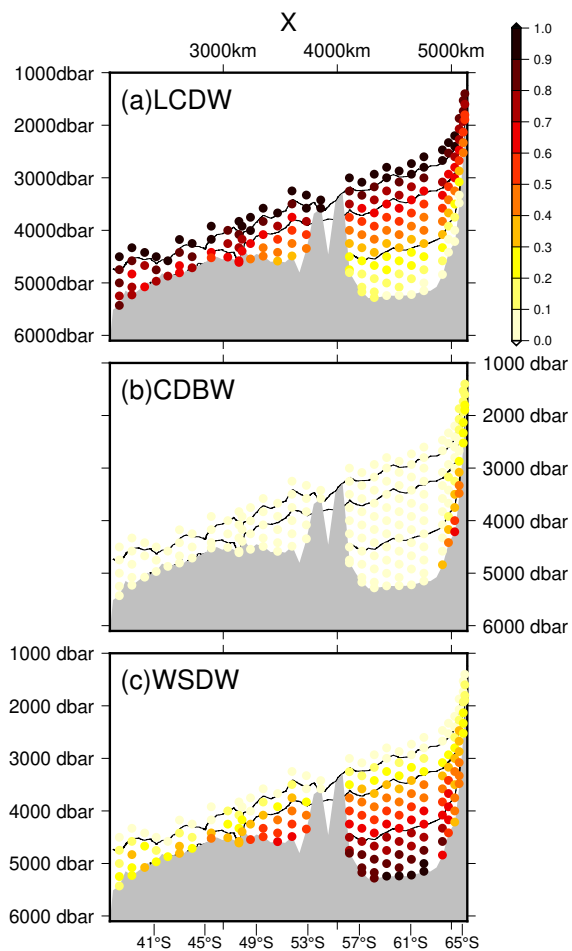 X
3000km 4000km 5000km
1000dbar
2000dbar
3000dbar
4000dbar
5000dbar
6000dbar
(a)LCDW
1.0
0.9
0.8
0.7
0.6
0.5
0.4
0.3
0.2
0.1
0.0
(b)CDBW
1000 dbar
2000 dbar
3000 dbar
4000 dbar
5000 dbar
6000 dbar
(c)WSDW
1000 dbar
2000 dbar
3000 dbar
4000 dbar
5000 dbar
6000 dbar
41°S 45°S 49°S 53°S 57°S 61°S 65°S